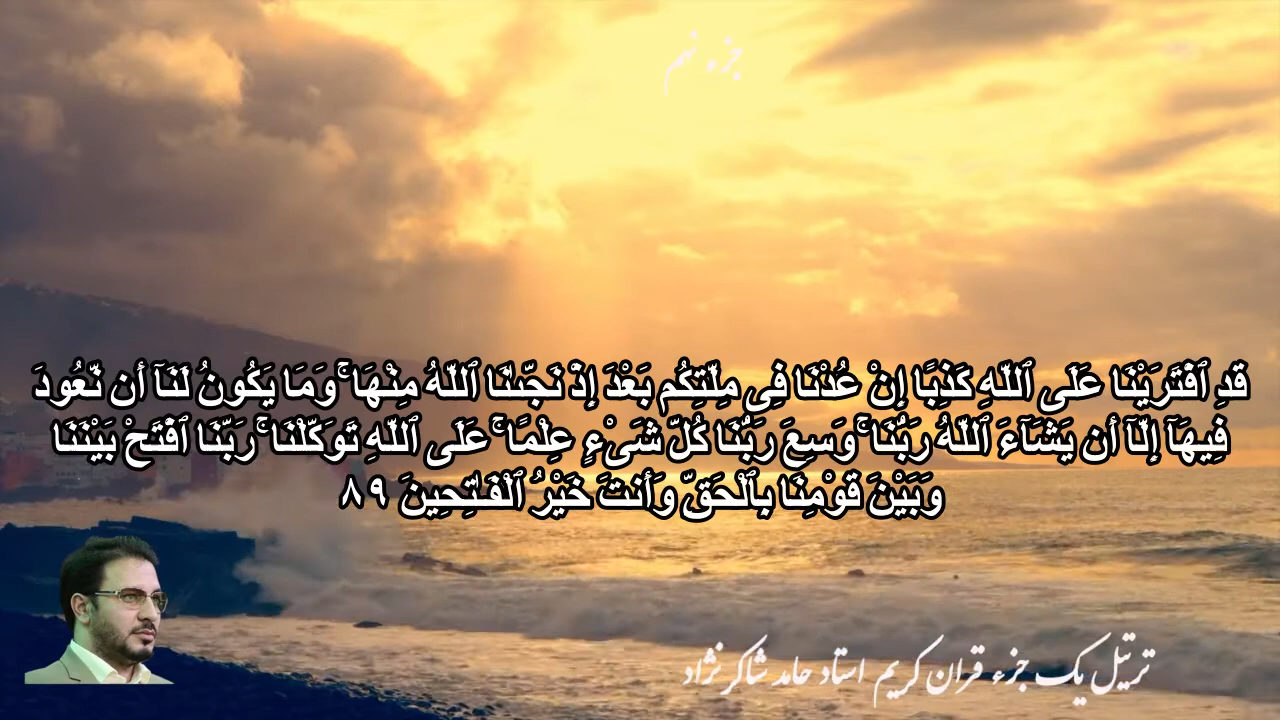 جزء نهم
قَدِ ٱفْتَرَيْنَا عَلَى ٱللَّهِ كَذِبًا إِنْ عُدْنَا فِى مِلَّتِكُم بَعْدَ إِذْ نَجَّىٰنَا ٱللَّهُ مِنْهَا ۚ وَمَا يَكُونُ لَنَآ أَن نَّعُودَ
فِيهَآ إِلَّآ أَن يَشَآءَ ٱللَّهُ رَبُّنَا ۚ وَسِعَ رَبُّنَا كُلَّ شَىْءٍ عِلْمًا ۚ عَلَى ٱللَّهِ تَوَكَّلْنَا ۚ رَبَّنَا ٱفْتَحْ بَيْنَنَا
وَبَيْنَ قَوْمِنَا بِٱلْحَقِّ وَأَنتَ خَيْرُ ٱلْفَـٰتِحِينَ ٨٩
ترتیل یک جزء قران کریم استاد حامد شاکرنژاد